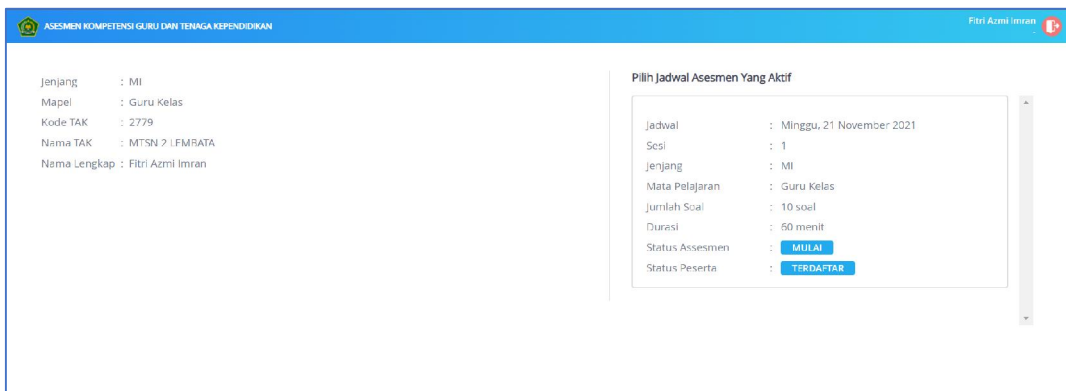 ASESMEN KOMPETENSI GURU DAN TENAGA KEPENDIDIKAN
Fitri Azmi Imran
-
Jenjang : MI
Mapel : Guru Kelas
Kode TAK : 2779
Nama TAK : MTSN 2 LEMBATA
Nama Lengkap : Fitri Azmi Imran
Pilih Jadwal Asesmen Yang Aktif
Jadwal : Minggu, 21 November 2021
Sesi : 1
Jenjang : MI
Mata Pelajaran : Guru Kelas
Jumlah Soal : 10 soal
Durasi : 60 menit
Status Assesmen : MULAI
Status Peserta : TERDAFTAR